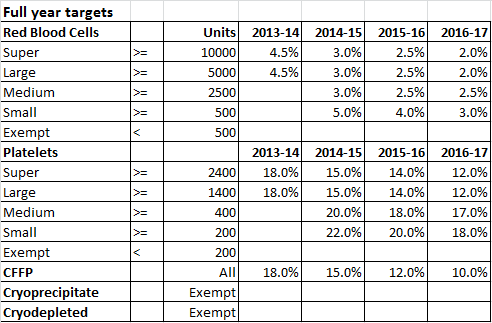 Full year targets
Red Blood Cells Units 2013-14 2014-15 2015-16 2016-17
Super >= 10000 4.5% 3.0% 2.5% 2.0%
Large >= 5000 4.5% 3.0% 2.5% 2.0%
Medium >= 2500 3.0% 2.5% 2.5%
Small >= 500 5.0% 4.0% 3.0%
Exempt < 500
Platelets 2013-14 2014-15 2015-16 2016-17
Super >= 2400 18.0% 15.0% 14.0% 12.0%
Large >= 1400 18.0% 15.0% 14.0% 12.0%
Medium >= 400 20.0% 18.0% 17.0%
Small >= 200 22.0% 20.0% 18.0%
Exempt < 200
CFFP All 18.0% 15.0% 12.0% 10.0%
Cryoprecipitate Exempt
Cryodepleted Exempt